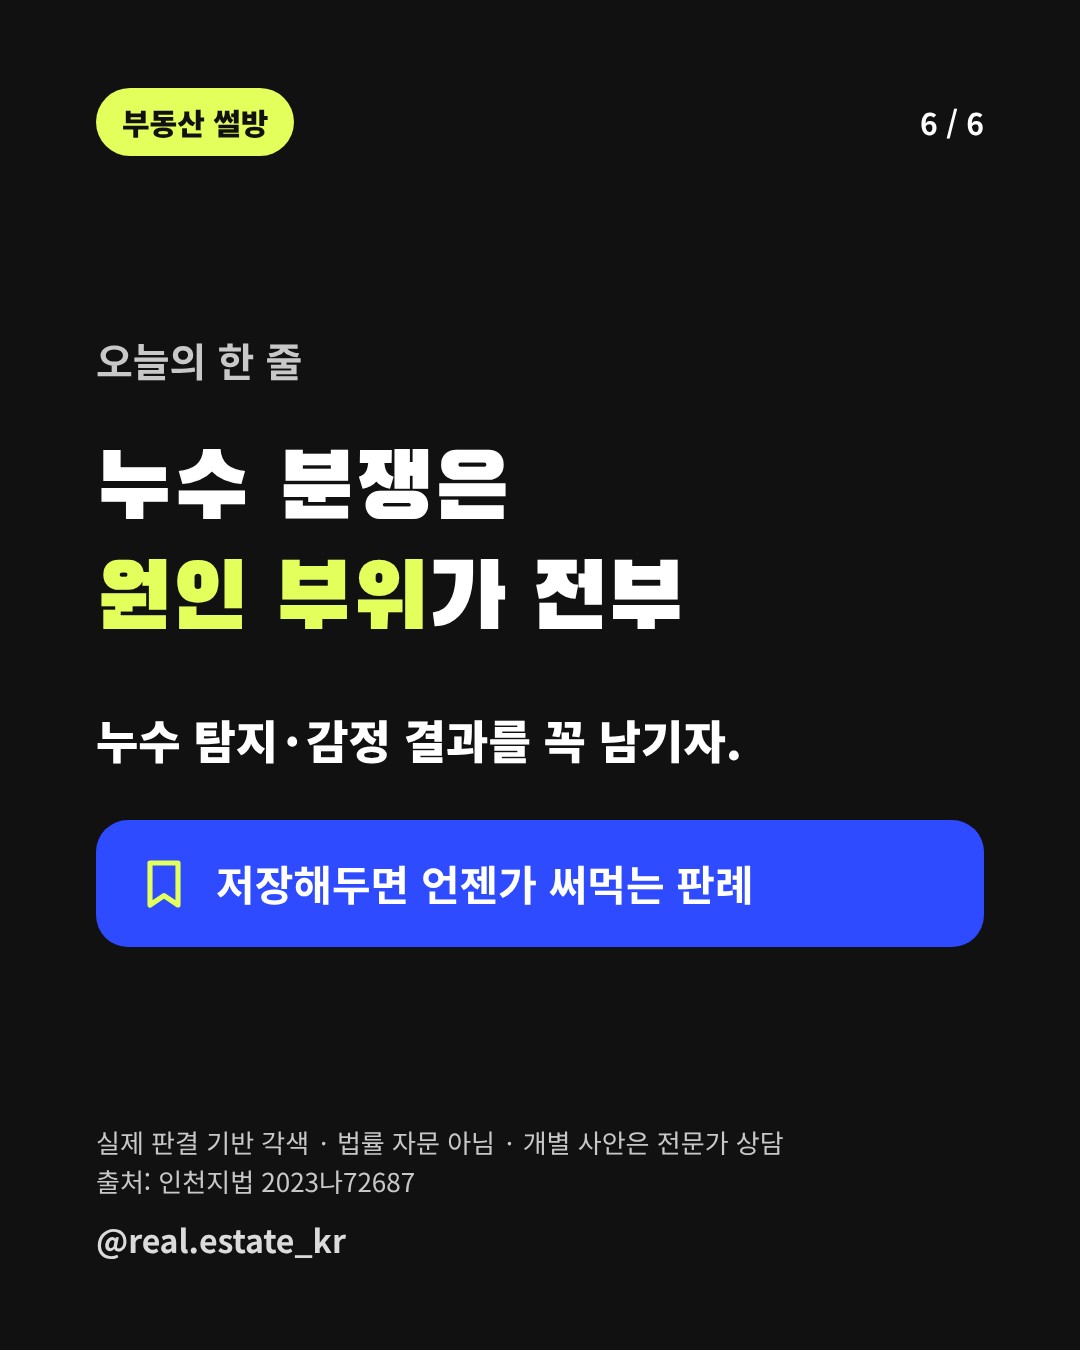 부동산 썰방
6 / 6
오늘의 한 줄
누수 분쟁은
원인 부위가 전부
누수 탐지·감정 결과를 꼭 남기자.
저장해두면 언젠가 써먹는 판례
실제 판결 기반 각색 · 법률 자문 아님 · 개별 사안은 전문가 상담
출처: 인천지법 2023나72687
@real.estate_kr